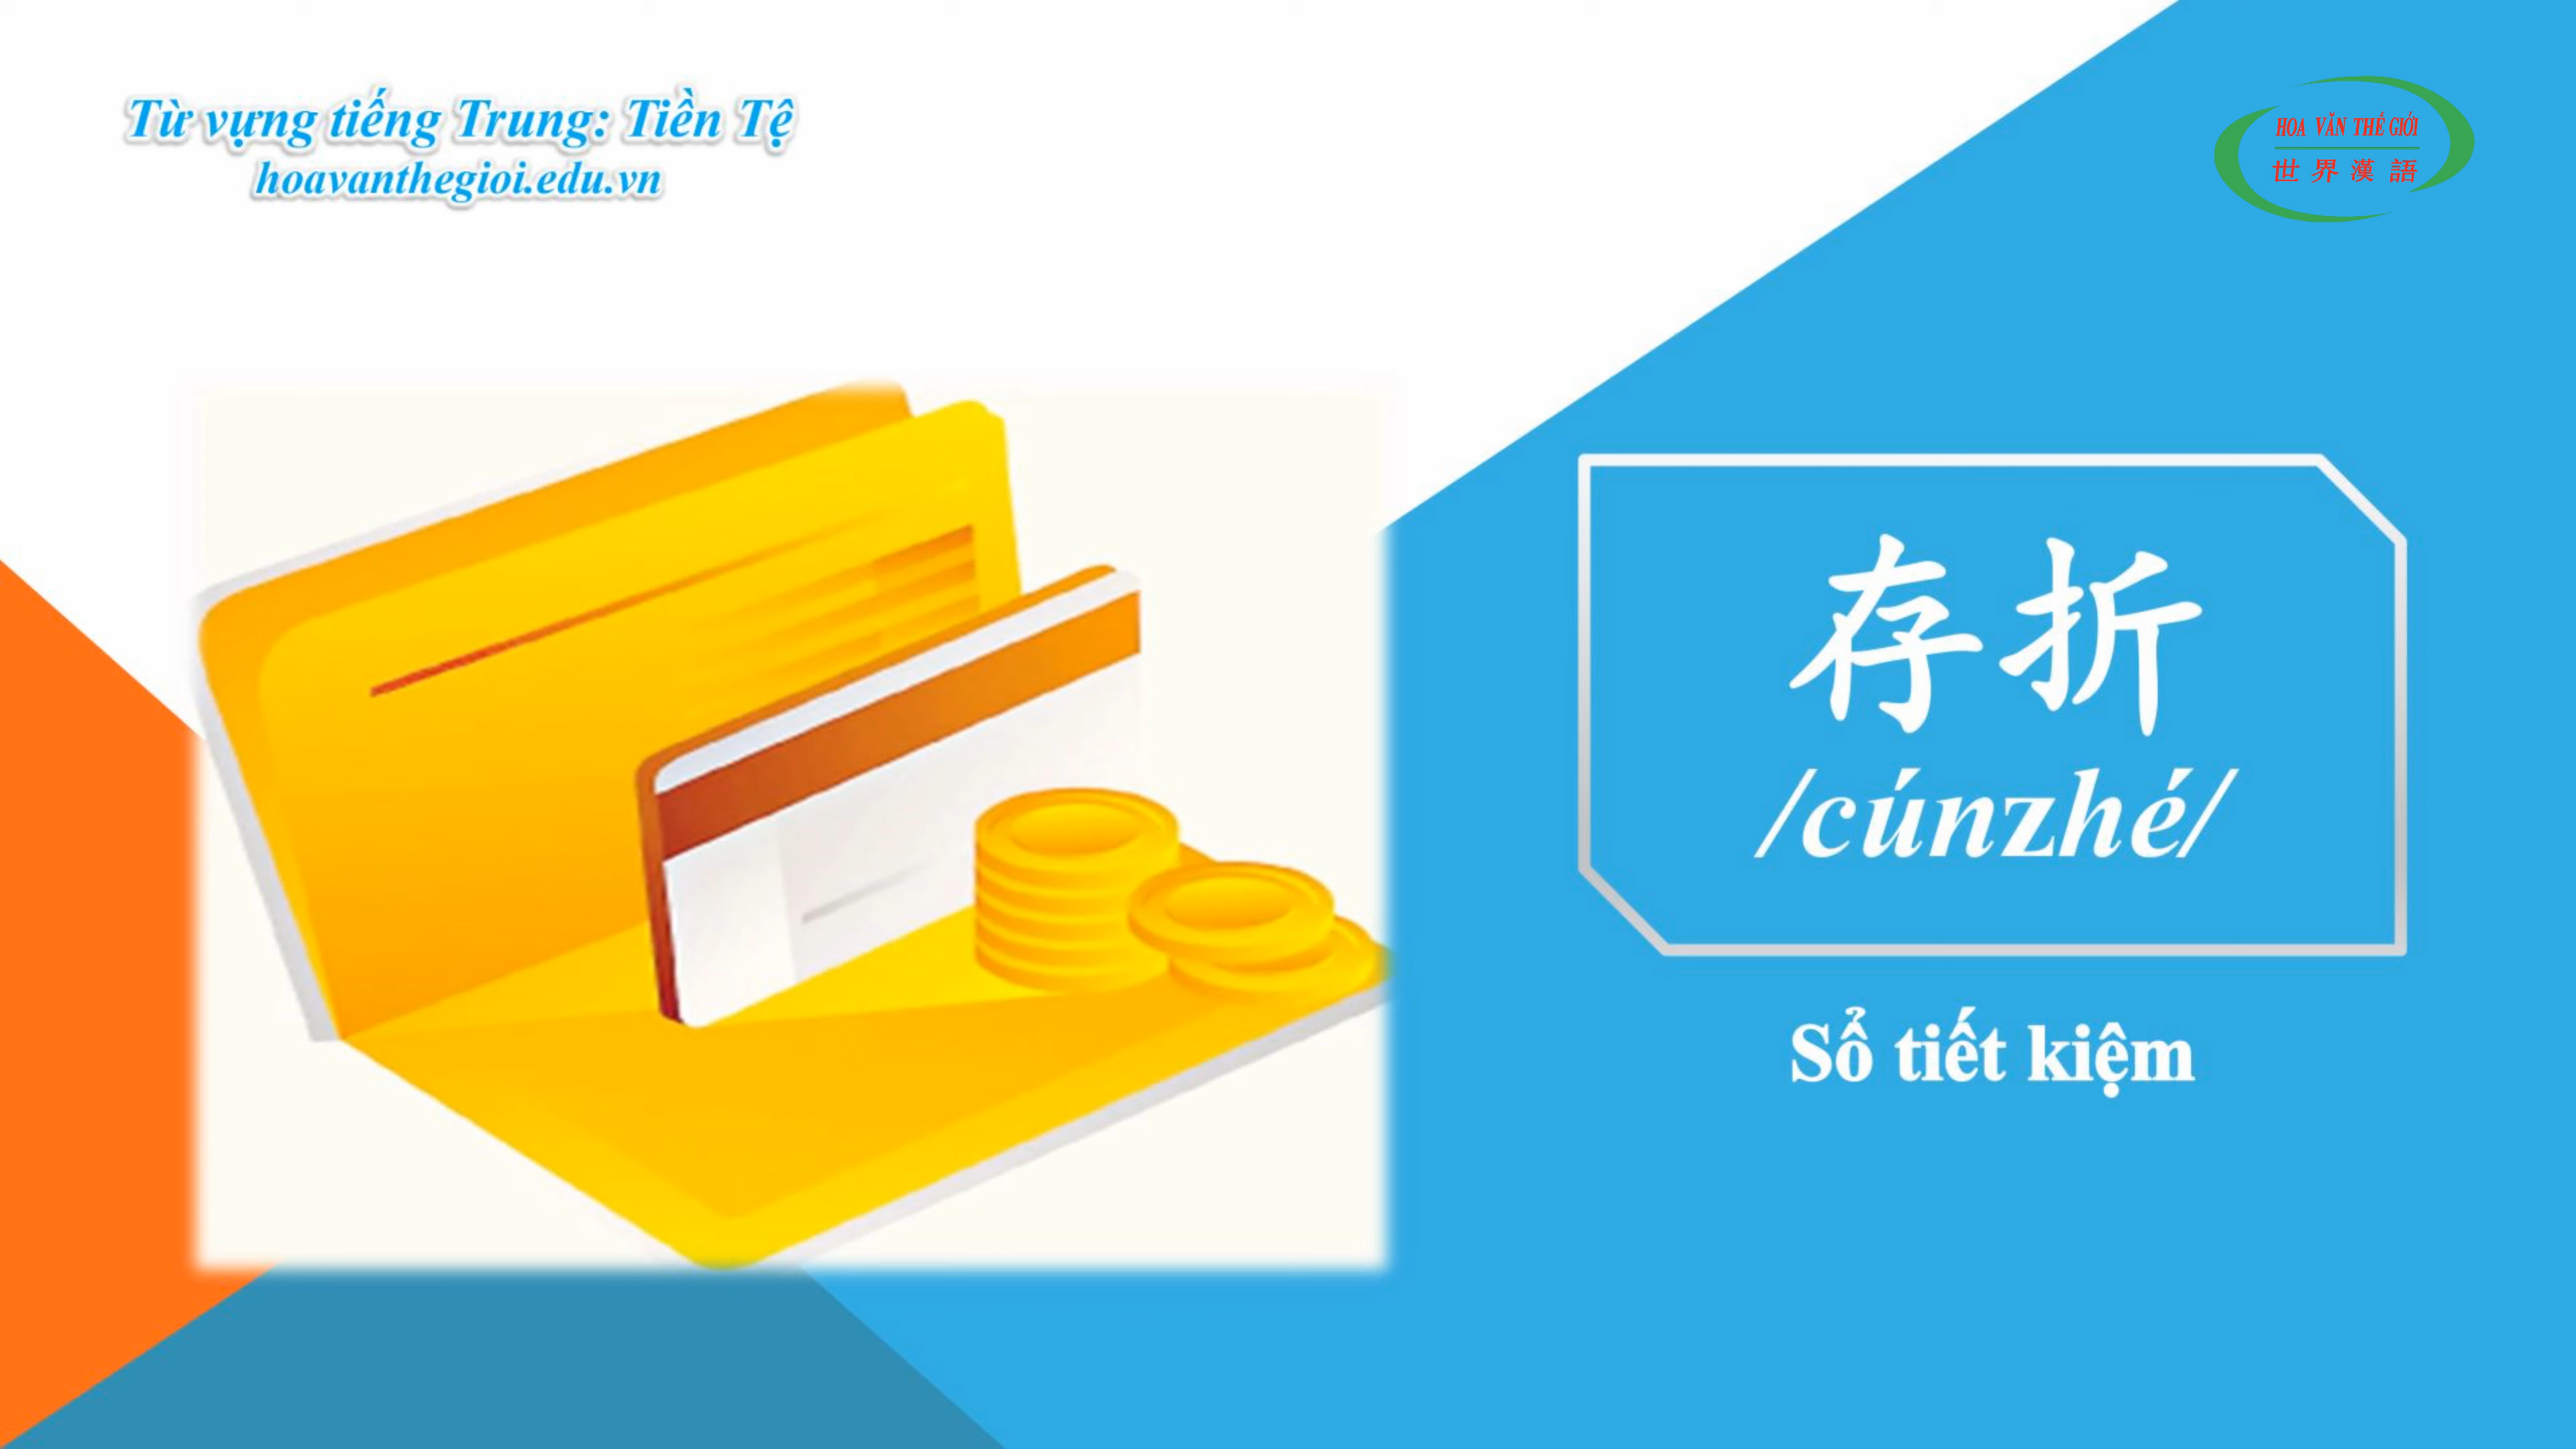 Từ vựng tiếng Trung: Tiền Tệ
hoavanthegioi.edu.vn
HOA VĂN THẾ GIỚI
世界漢語
存折
/cúnzhé/
Sổ tiết kiệm